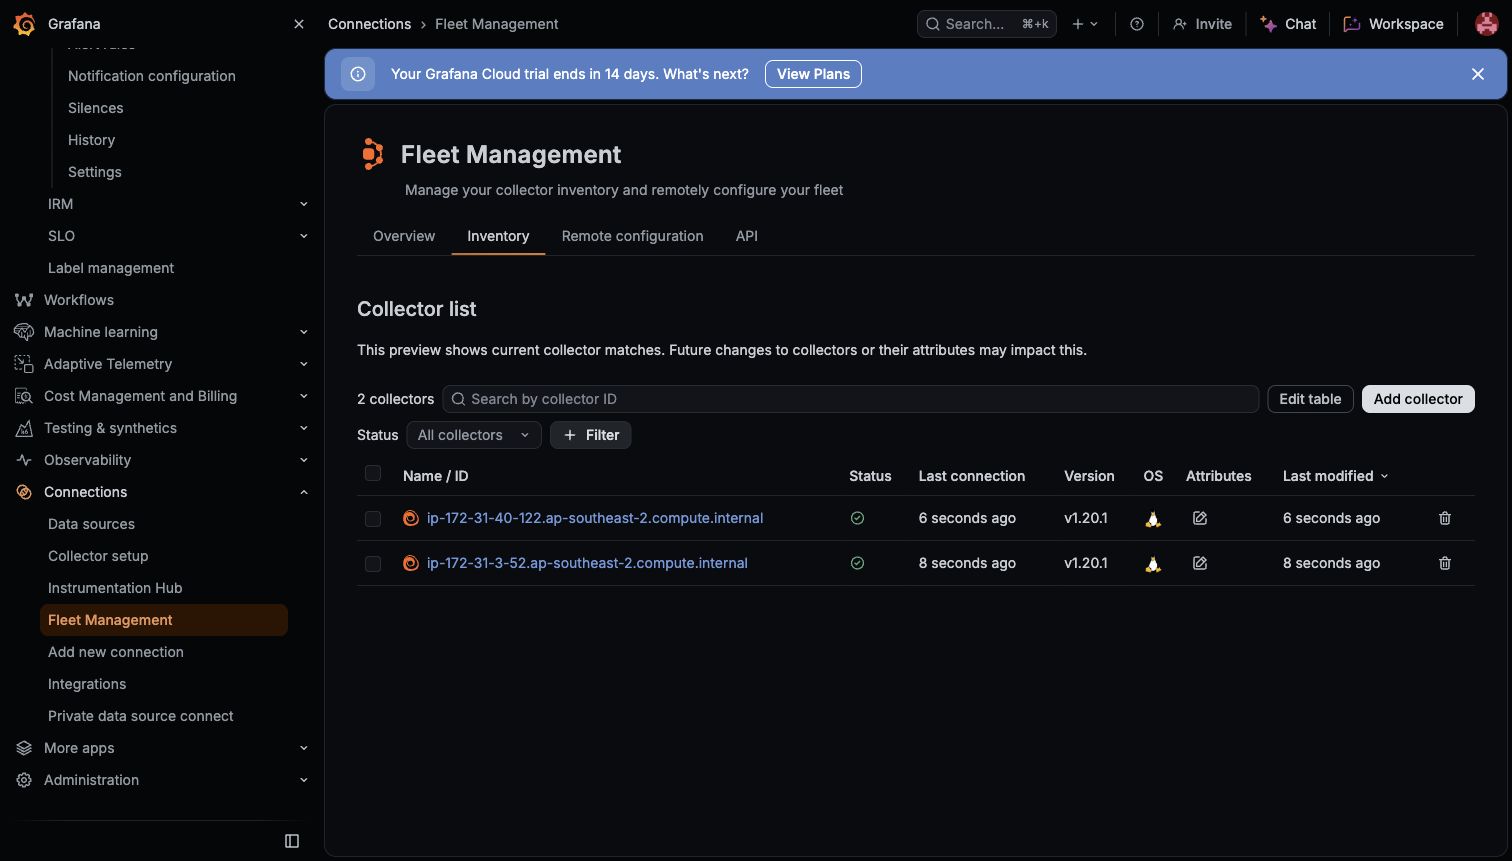 Grafana
Connections › Fleet Management
Search... ⌘+k
Invite
Chat
Workspace
Alert rules
Notification configuration
Silences
History
Settings
IRM
SLO
Label management
Workflows
Machine learning
Adaptive Telemetry
Cost Management and Billing
Testing & synthetics
Observability
Connections
Data sources
Collector setup
Instrumentation Hub
Fleet Management
Add new connection
Integrations
Private data source connect
More apps
Administration
Your Grafana Cloud trial ends in 14 days. What's next? View Plans
Fleet Management
Manage your collector inventory and remotely configure your fleet
Overview Inventory Remote configuration API
Collector list
This preview shows current collector matches. Future changes to collectors or their attributes may impact this.
2 collectors Search by collector ID Edit table Add collector
Status All collectors + Filter
Name / ID Status Last connection Version OS Attributes Last modified
ip-172-31-40-122.ap-southeast-2.compute.internal 6 seconds ago v1.20.1 6 seconds ago
ip-172-31-3-52.ap-southeast-2.compute.internal 8 seconds ago v1.20.1 8 seconds ago